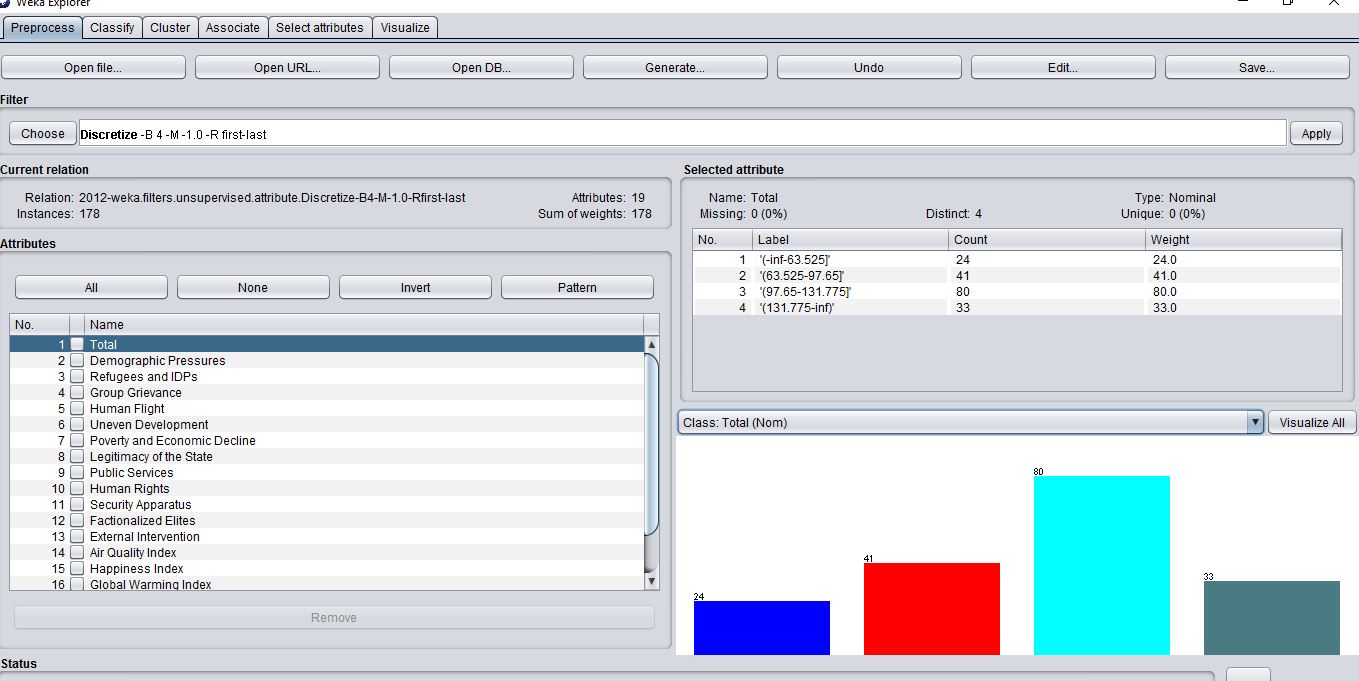 Weka Explorer
Preprocess Classify Cluster Associate Select attributes Visualize
Open file... Open URL... Open DB... Generate... Undo Edit... Save...
Filter
Choose Discretize -B 4 -M -1.0 -R first-last Apply
Current relation
Relation: 2012-weka.filters.unsupervised.attribute.Discretize-B4-M-1.0-Rfirst-last Attributes: 19
Instances: 178 Sum of weights: 178
Attributes
All None Invert Pattern
No. Name
1 Total
2 Demographic Pressures
3 Refugees and IDPs
4 Group Grievance
5 Human Flight
6 Uneven Development
7 Poverty and Economic Decline
8 Legitimacy of the State
9 Public Services
10 Human Rights
11 Security Apparatus
12 Factionalized Elites
13 External Intervention
14 Air Quality Index
15 Happiness Index
16 Global Warming Index
Remove
Status
Selected attribute
Name: Total Type: Nominal
Missing: 0 (0%) Distinct: 4 Unique: 0 (0%)
No. Label Count Weight
1 '(-inf-63.525]' 24 24.0
2 '(63.525-97.65]' 41 41.0
3 '(97.65-131.775]' 80 80.0
4 '(131.775-inf)' 33 33.0
Class: Total (Nom) Visualize All
24 41 80 33